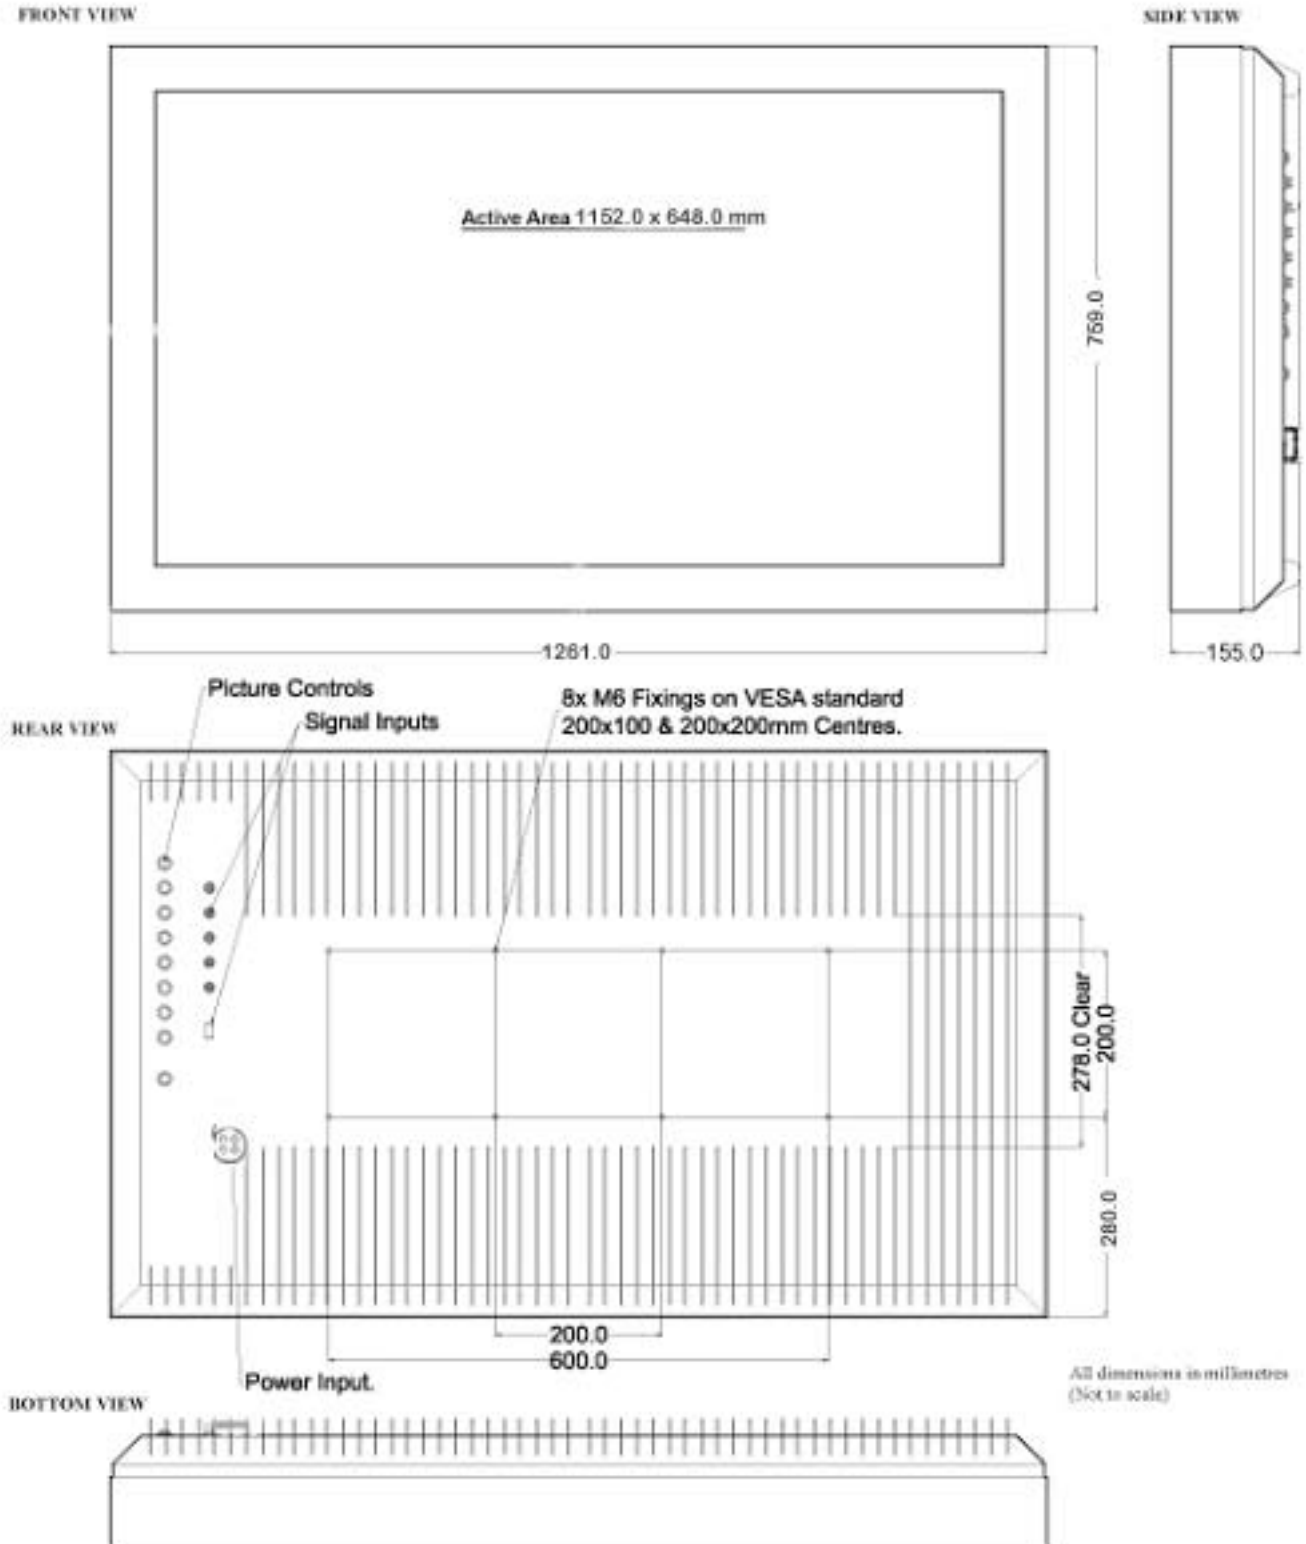 FRONT VIEW
SIDE VIEW
Active Area 1152.0 x 648.0 mm
759.0
1261.0
155.0
Picture Controls
Signal Inputs
8x M6 Fixings on VESA standard
200x100 & 200x200mm Centres.
REAR VIEW
278.0 Clear
200.0
280.0
200.0
600.0
Power Input.
All dimensions in millimetres
(Not to scale)
BOTTOM VIEW